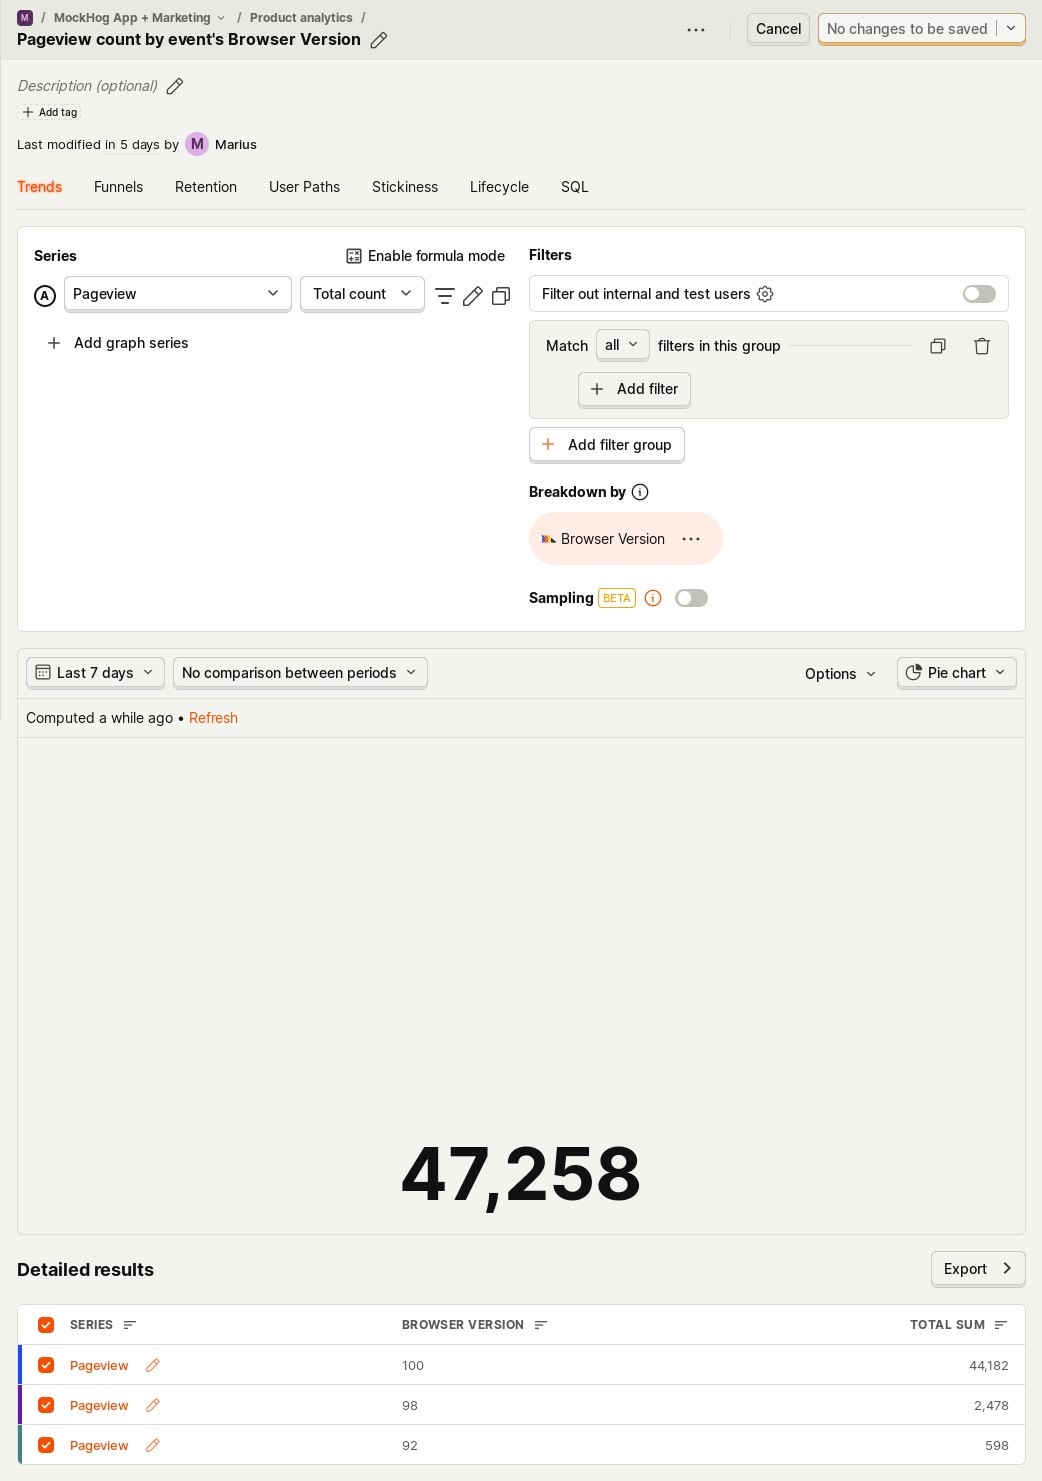 M / MockHog App + Marketing / Product analytics /
Pageview count by event's Browser Version
Cancel
No changes to be saved
Description (optional)
Add tag
Last modified in 5 days by M Marius
Trends Funnels Retention User Paths Stickiness Lifecycle SQL
Series
Enable formula mode
A Pageview Total count
Add graph series
Filters
Filter out internal and test users
Match all filters in this group
Add filter
Add filter group
Breakdown by
Browser Version
Sampling BETA
Last 7 days No comparison between periods Options Pie chart
Computed a while ago • Refresh
47,258
Detailed results
Export
SERIES BROWSER VERSION TOTAL SUM
Pageview 100 44,182
Pageview 98 2,478
Pageview 92 598